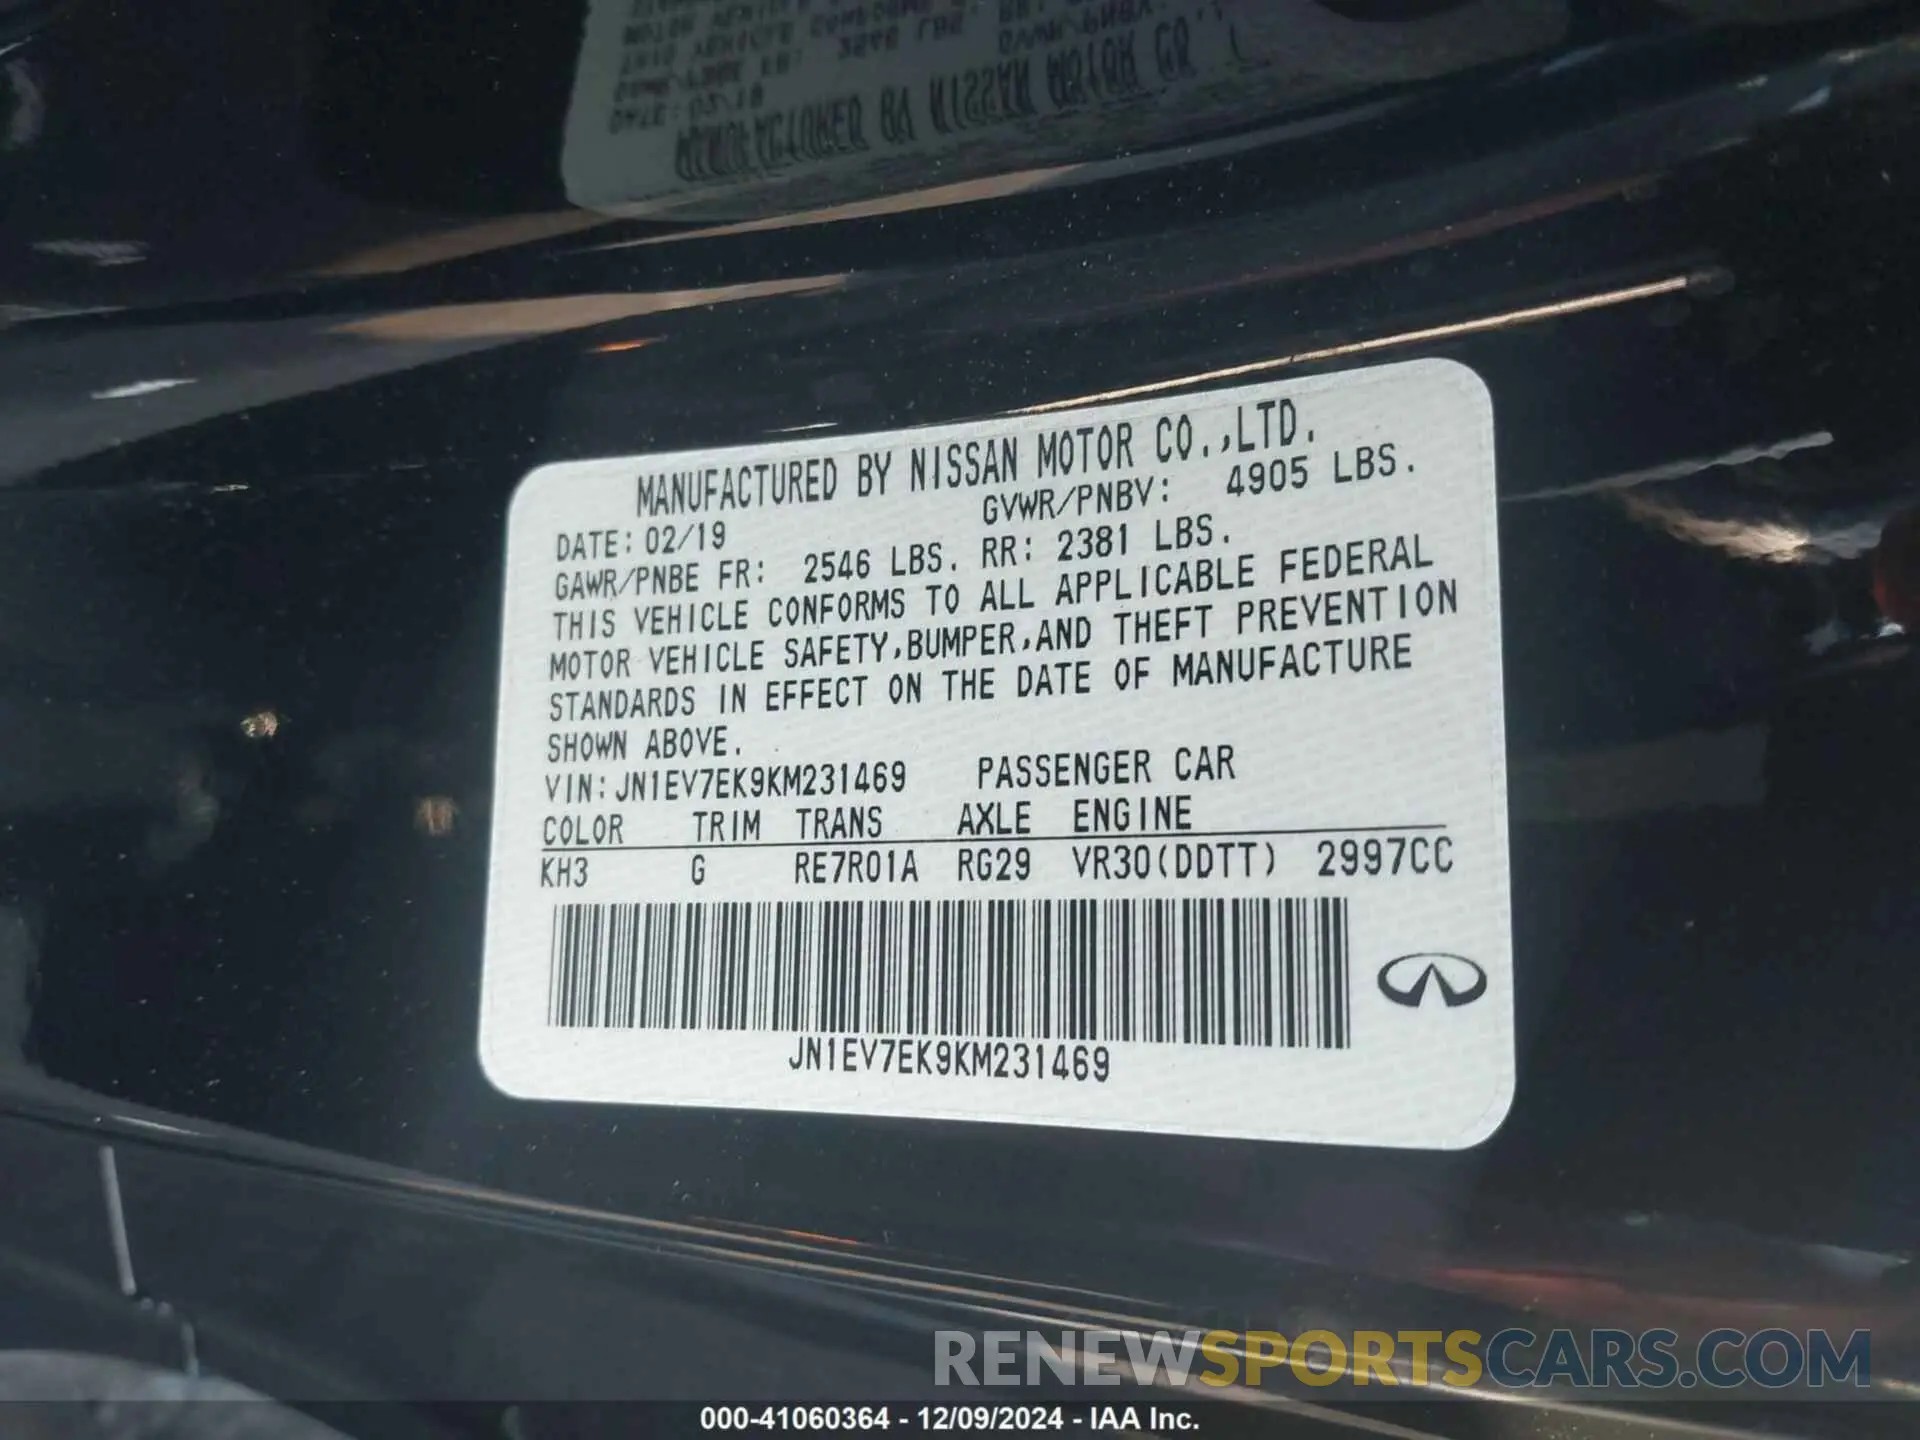 MANUFACTURED BY NISSAN MOTOR CO.,LTD.
DATE:02/19 GVWR/PNBV: 4905 LBS.
GAWR/PNBE FR: 2546 LBS. RR: 2381 LBS.
THIS VEHICLE CONFORMS TO ALL APPLICABLE FEDERAL
MOTOR VEHICLE SAFETY,BUMPER,AND THEFT PREVENTION
STANDARDS IN EFFECT ON THE DATE OF MANUFACTURE
SHOWN ABOVE.
VIN:JN1EV7EK9KM231469 PASSENGER CAR
COLOR TRIM TRANS AXLE ENGINE
KH3 G RE7R01A RG29 VR30(DDTT) 2997CC
JN1EV7EK9KM231469
RENEWSPORTSCARS.COM
000-41060364 - 12/09/2024 - IAA Inc.